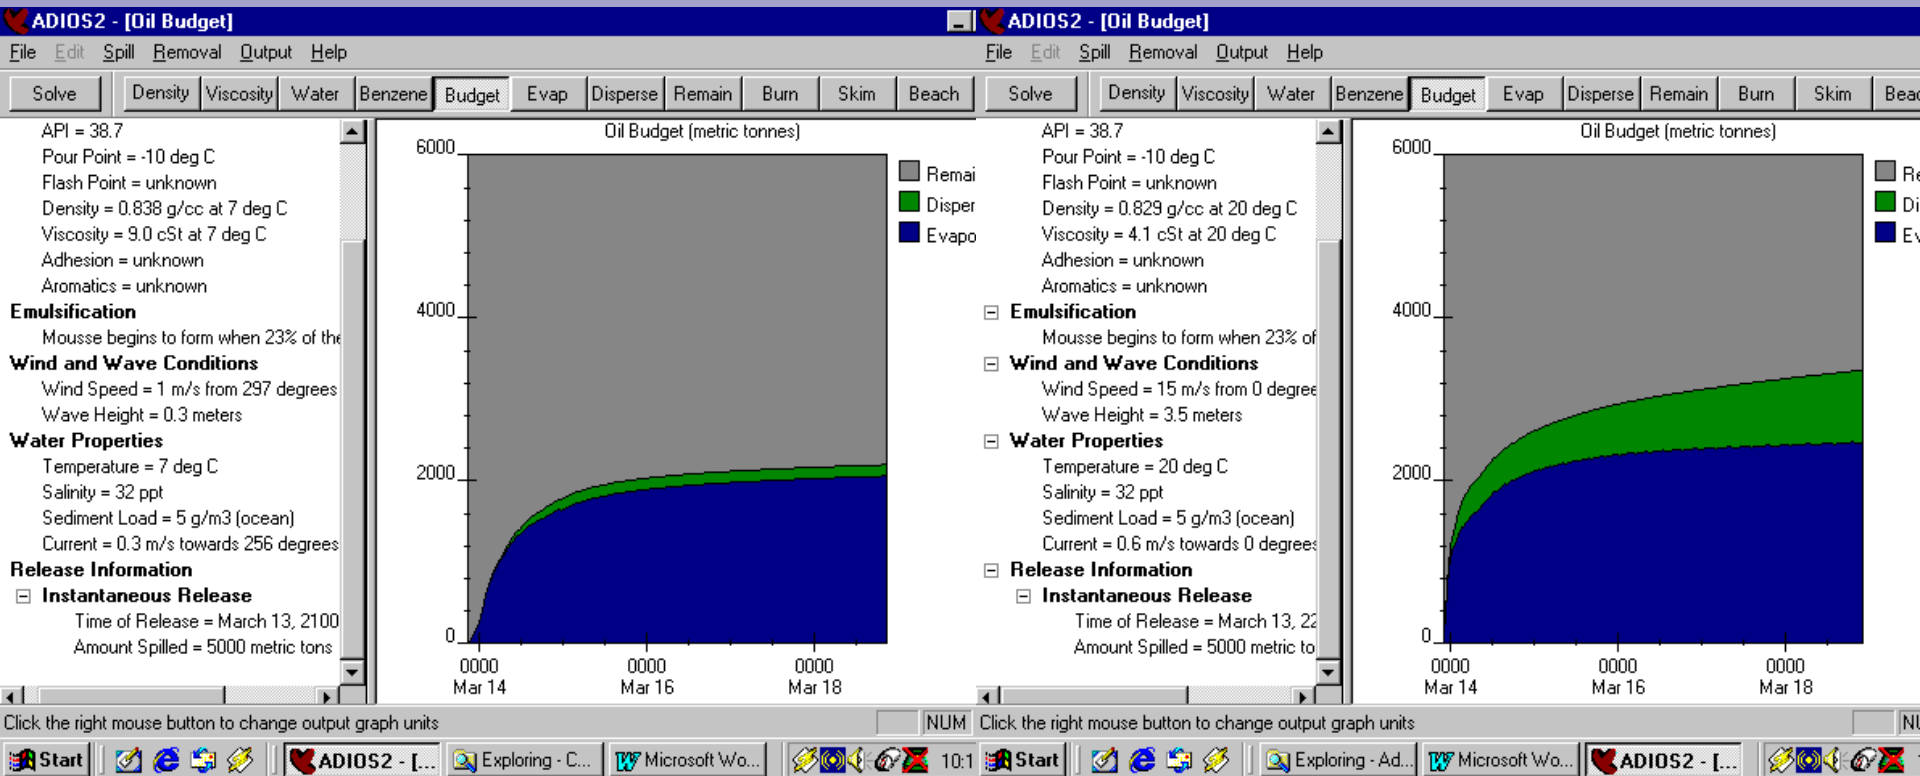 ADIOS2 - [Oil Budget]
File Edit Spill Removal Output Help
Solve Density Viscosity Water Benzene Budget Evap Disperse Remain Burn Skim Beach
API = 38.7
Pour Point = -10 deg C
Flash Point = unknown
Density = 0.838 g/cc at 7 deg C
Viscosity = 9.0 cSt at 7 deg C
Adhesion = unknown
Aromatics = unknown
Emulsification
Mousse begins to form when 23% of the
Wind and Wave Conditions
Wind Speed = 1 m/s from 297 degrees
Wave Height = 0.3 meters
Water Properties
Temperature = 7 deg C
Salinity = 32 ppt
Sediment Load = 5 g/m3 (ocean)
Current = 0.3 m/s towards 256 degrees
Release Information
Instantaneous Release
Time of Release = March 13, 2100
Amount Spilled = 5000 metric tons
Oil Budget (metric tonnes)
6000
4000
2000
0
0000 0000 0000
Mar 14 Mar 16 Mar 18
Remai
Disper
Evapo
Click the right mouse button to change output graph units NUM
Start ADIOS2 - [... Exploring - C... Microsoft Wo... 10:1
ADIOS2 - [Oil Budget]
File Edit Spill Removal Output Help
Solve Density Viscosity Water Benzene Budget Evap Disperse Remain Burn Skim Beac
API = 38.7
Pour Point = -10 deg C
Flash Point = unknown
Density = 0.829 g/cc at 20 deg C
Viscosity = 4.1 cSt at 20 deg C
Adhesion = unknown
Aromatics = unknown
Emulsification
Mousse begins to form when 23% of
Wind and Wave Conditions
Wind Speed = 15 m/s from 0 degree
Wave Height = 3.5 meters
Water Properties
Temperature = 20 deg C
Salinity = 32 ppt
Sediment Load = 5 g/m3 (ocean)
Current = 0.6 m/s towards 0 degrees
Release Information
Instantaneous Release
Time of Release = March 13, 22
Amount Spilled = 5000 metric to
Oil Budget (metric tonnes)
6000
4000
2000
0
0000 0000 0000
Mar 14 Mar 16 Mar 18
Re
Di
Ev
Click the right mouse button to change output graph units NU
Start Exploring - Ad... Microsoft Wo... ADIOS2 - [...